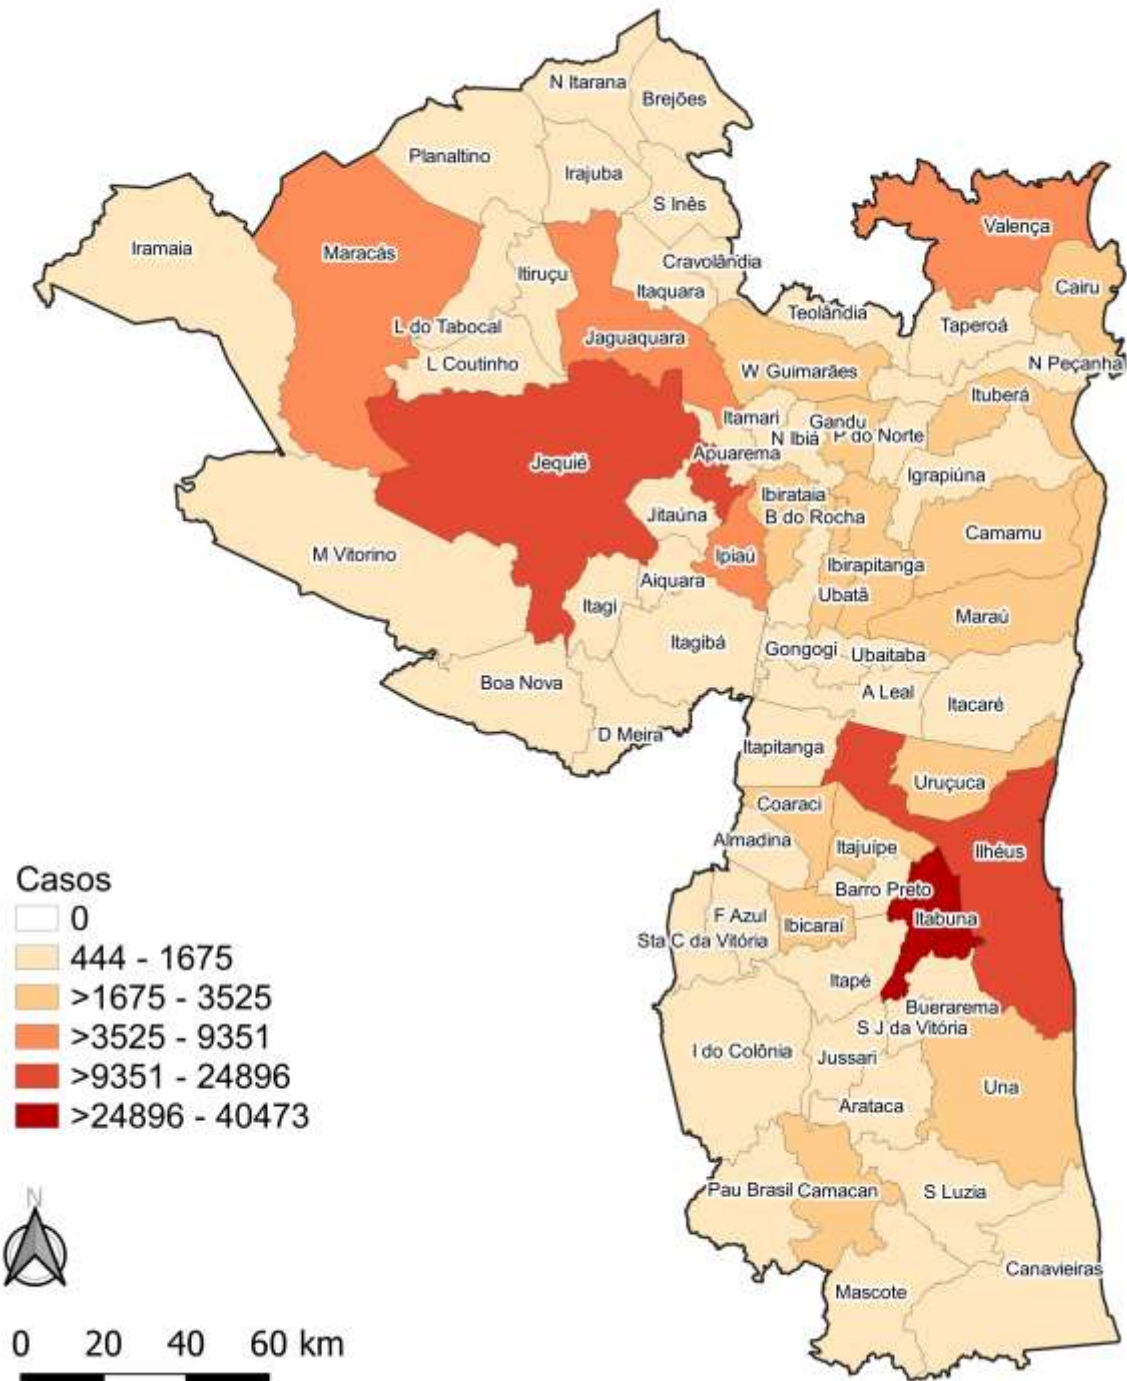 N Itarana
Brejões
Planaltino
Irajuba
S Inês
Valença
Iramaia
Maracás
Cravolândia
Itiruçu
Cairu
Itaquara
Teolândia
Taperoá
L do Tabocal
Jaguaquara
L Coutinho
N Peçanha
W Guimarães
Ituberá
Itamari
Gandu
N Ibiá
P do Norte
Apuarema
Jequié
Igrapiúna
Ibirataia
Jitaúna
B do Rocha
Camamu
M Vitorino
Ipiaú
Ibirapitanga
Aiquara
Ubatã
Itagi
Maraú
Itagibá
Gongogi
Ubaitaba
Boa Nova
A Leal
Itacaré
D Meira
Itapitanga
Uruçuca
Coaraci
Almadina
Itajuípe
Ilhéus
Barro Preto
F Azul
Ibicaraí
Itabuna
Sta C da Vitória
Itapé
Buerarema
S J da Vitória
I do Colônia
Jussari
Una
Arataca
Pau Brasil
Camacan
S Luzia
Canavieiras
Mascote
Casos
0
444 - 1675
>1675 - 3525
>3525 - 9351
>9351 - 24896
>24896 - 40473
N
0 20 40 60 km